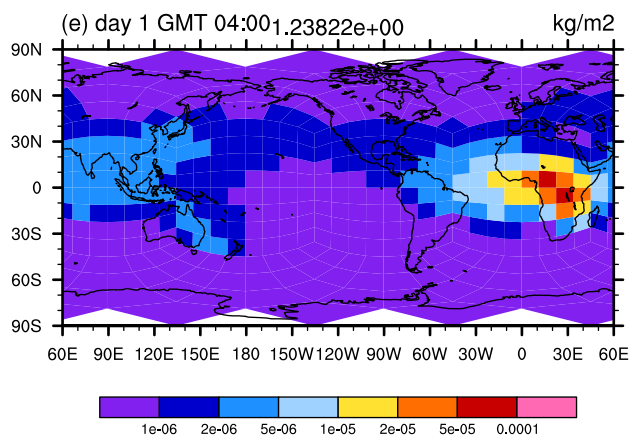 (e) day 1 GMT 04:00 1.23822e+00 kg/m2
90N
60N
30N
0
30S
60S
90S
60E 90E 120E 150E 180 150W 120W 90W 60W 30W 0 30E 60E
1e-06 2e-06 5e-06 1e-05 2e-05 5e-05 0.0001